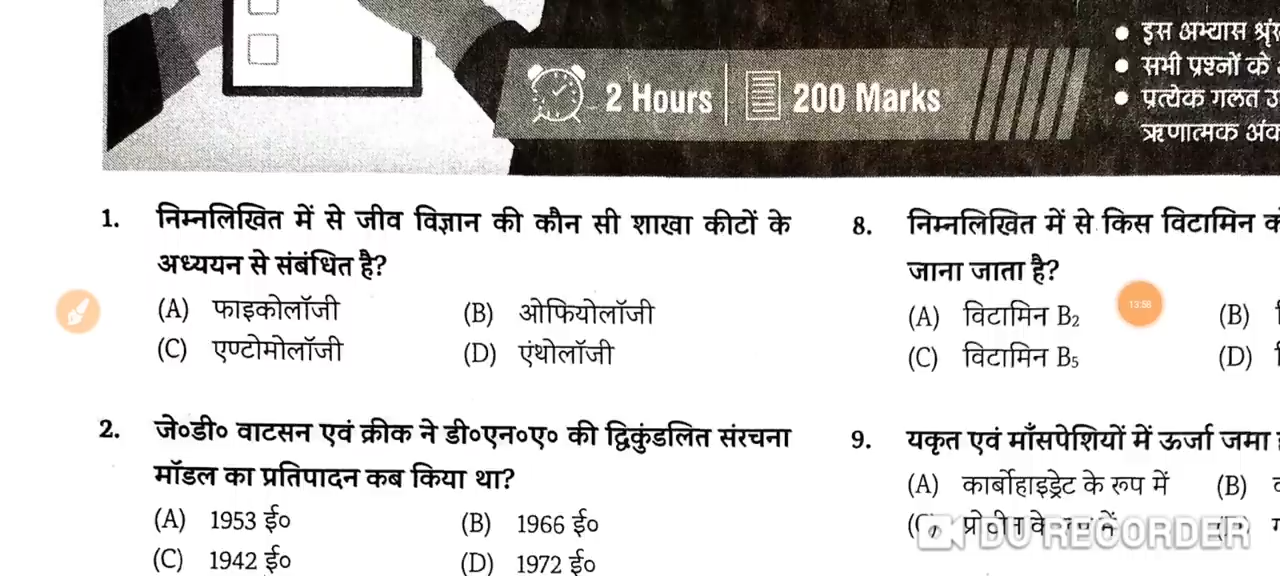 2 Hours
200 Marks
इस अभ्यास
सभी प्रश्नों के
प्रत्येक गलत
ऋणात्मक
1. निम्नलिखित में से जीव विज्ञान की कौन सी शाखा कीटों के
अध्ययन से संबंधित है?
(A) फाइकोलॉजी (B) ओफियोलॉजी
(C) एण्टोमोलॉजी (D) एंथोलॉजी
2. जे०डी० वाटसन एवं क्रीक ने डी०एन०ए० की द्विकुंडलित संरचना
मॉडल का प्रतिपादन कब किया था?
(A) 1953 ई० (B) 1966 ई०
(C) 1942 ई० (D) 1972 ई०
8. निम्नलिखित में से किस विटामिन
जाना जाता है?
(A) विटामिन B₂ (B)
(C) विटामिन B₅ (D)
13:58
9. यकृत एवं माँसपेशियों में ऊर्जा जमा
(A) कार्बोहाइड्रेट के रूप में (B)
DU RECORDER